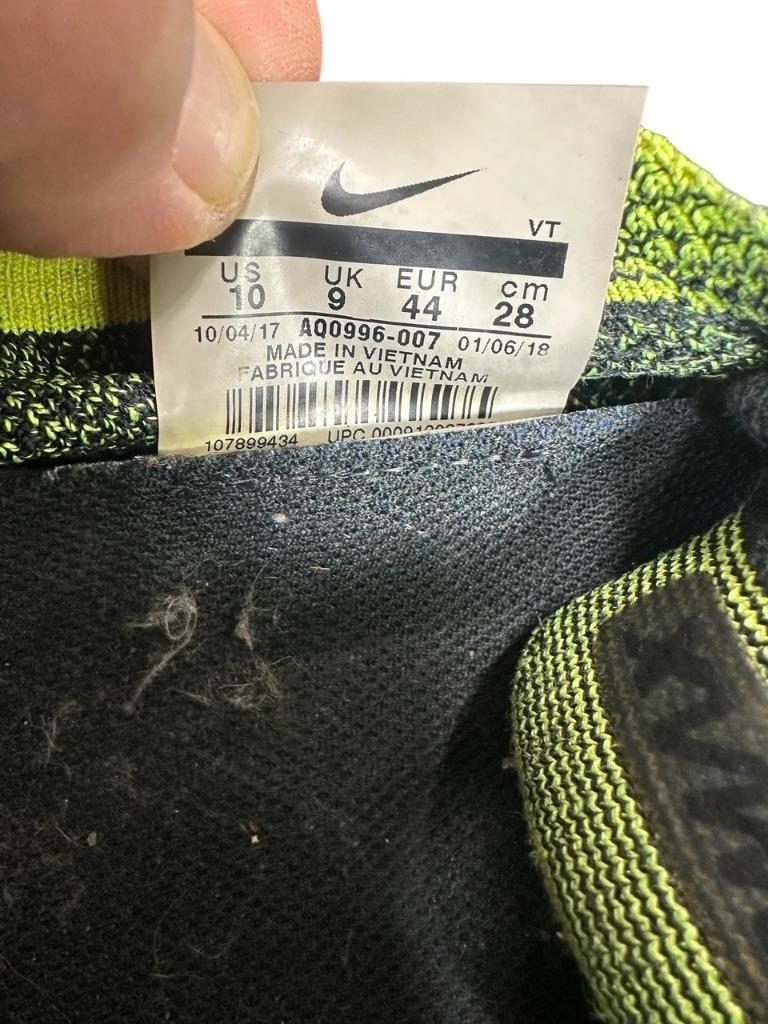 VT
US UK EUR cm
10 9 44 28
10/04/17 AQ0996-007 01/06/18
MADE IN VIETNAM
FABRIQUE AU VIETNAM
107899434 UPC